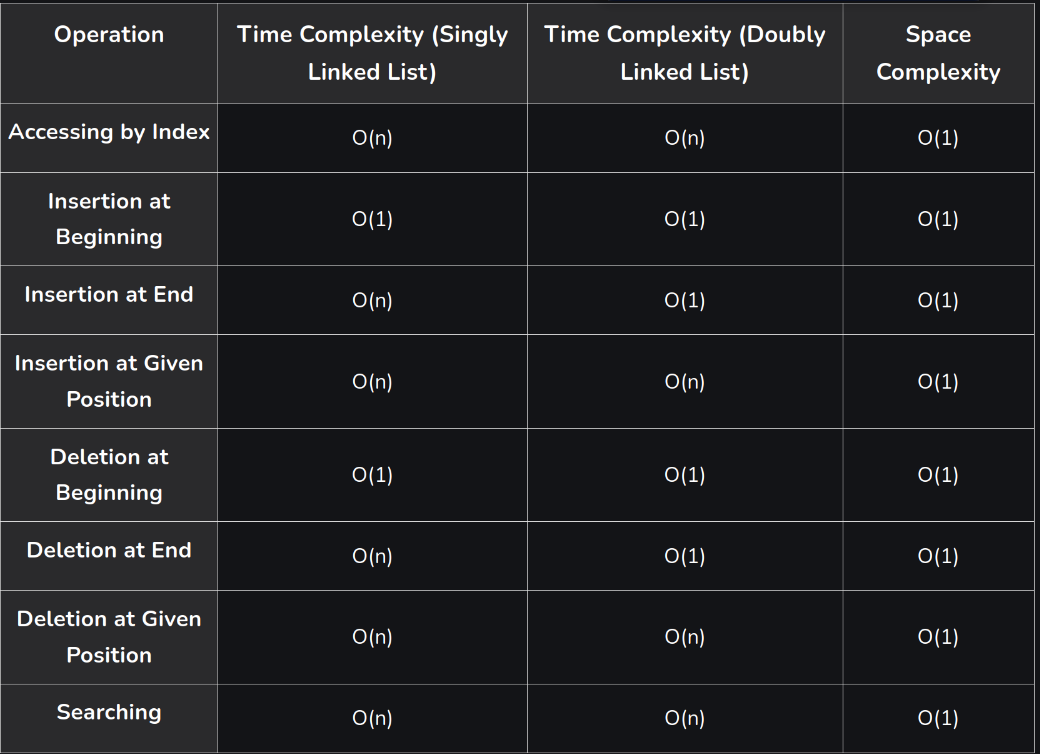 Operation
Time Complexity (Singly
Linked List)
Time Complexity (Doubly
Linked List)
Space
Complexity
Accessing by Index
O(n)
O(n)
O(1)
Insertion at
Beginning
O(1)
O(1)
O(1)
Insertion at End
O(n)
O(1)
O(1)
Insertion at Given
Position
O(n)
O(n)
O(1)
Deletion at
Beginning
O(1)
O(1)
O(1)
Deletion at End
O(n)
O(1)
O(1)
Deletion at Given
Position
O(n)
O(n)
O(1)
Searching
O(n)
O(n)
O(1)